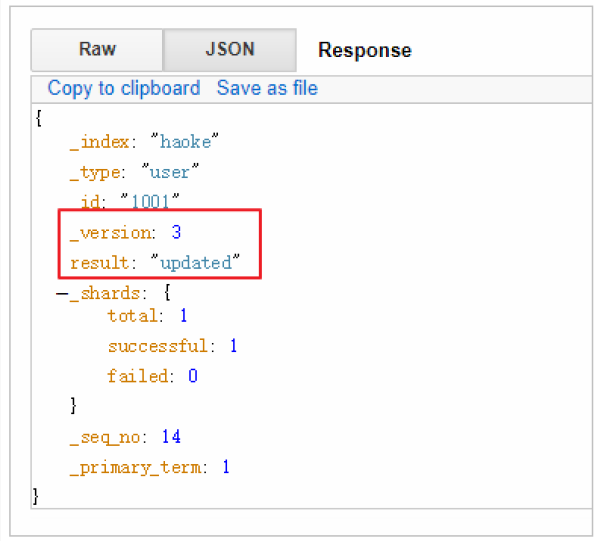 Raw JSON Response
Copy to clipboard Save as file
{
_index: "haoke"
_type: "user"
_id: "1001"
_version: 3
result: "updated"
–_shards: {
total: 1
successful: 1
failed: 0
}
_seq_no: 14
_primary_term: 1
}